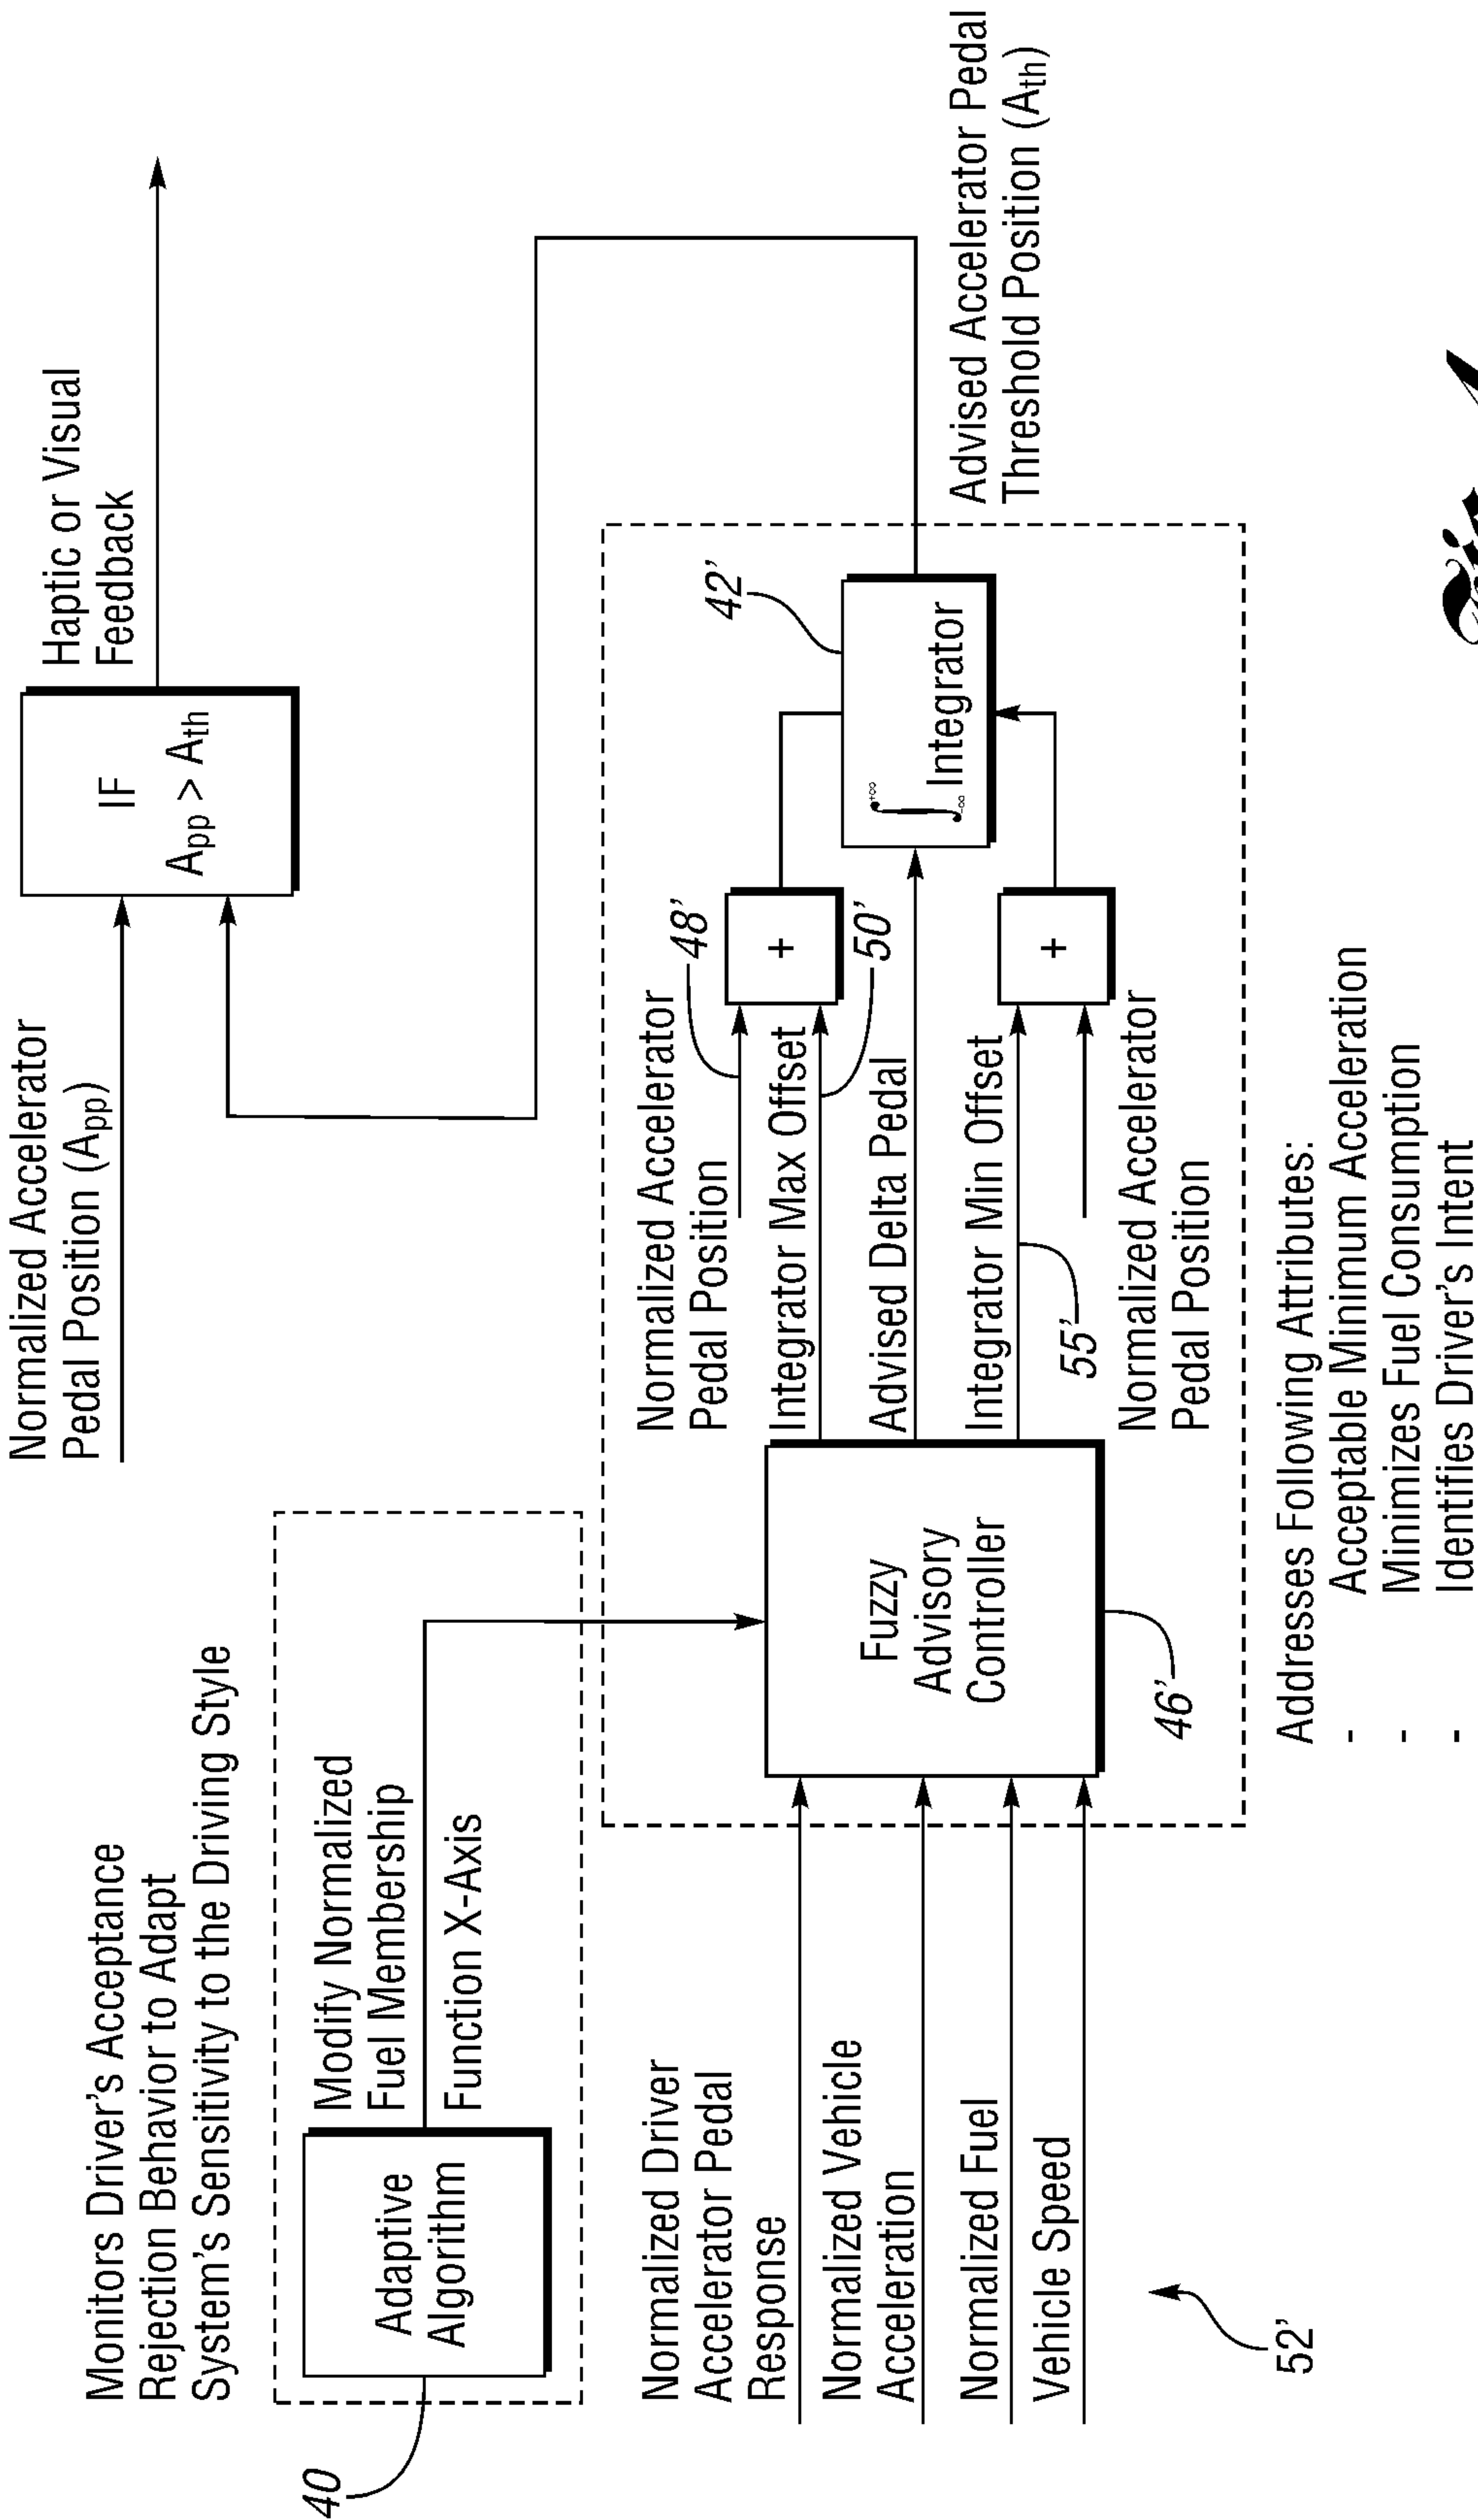 Monitors Driver's Acceptance
Rejection Behavior to Adapt
System's Sensitivity to the Driving Style
40
Adaptive
Algorithm
Modify Normalized
Fuel Membership
Function X-Axis
Normalized Accelerator
Pedal Position (App)
IF
App > Ath
Haptic or Visual
Feedback
Normalized Driver
Accelerator Pedal
Response
Normalized Vehicle
Acceleration
Normalized Fuel
Vehicle Speed
52'
Fuzzy
Advisory
Controller
46'
Normalized Accelerator
Pedal Position
48'
Integrator Max Offset
50'
Advised Delta Pedal
Integrator Min Offset
55'
Normalized Accelerator
Pedal Position
+
+
42'
∫
+∞
-∞
Integrator
Advised Accelerator Pedal
Threshold Position (Ath)
Addresses Following Attributes:
- Acceptable Minimum Acceleration
- Minimizes Fuel Consumption
- Identifies Driver's Intent